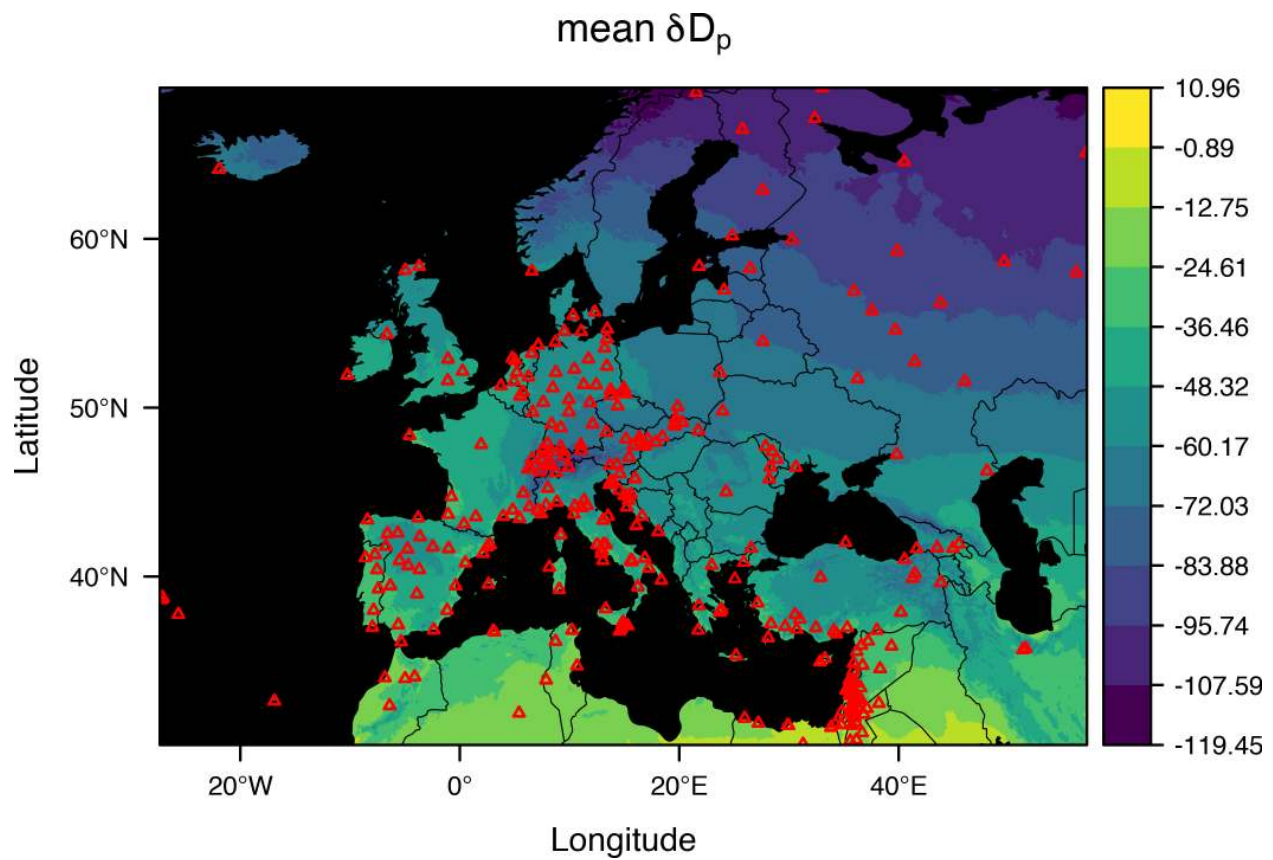 mean δDp
10.96
-0.89
-12.75
-24.61
-36.46
-48.32
-60.17
-72.03
-83.88
-95.74
-107.59
-119.45
60°N
50°N
40°N
Latitude
20°W 0° 20°E 40°E
Longitude